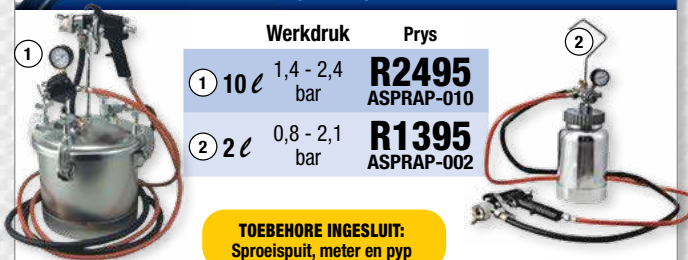 Werkdruk Prys
1 10 ℓ 1,4 - 2,4 bar R2495
ASPRAP-010
2 2 ℓ 0,8 - 2,1 bar R1395
ASPRAP-002
1
2
TOEBEHORE INGESLUIT:
Sproeispuit, meter en pyp